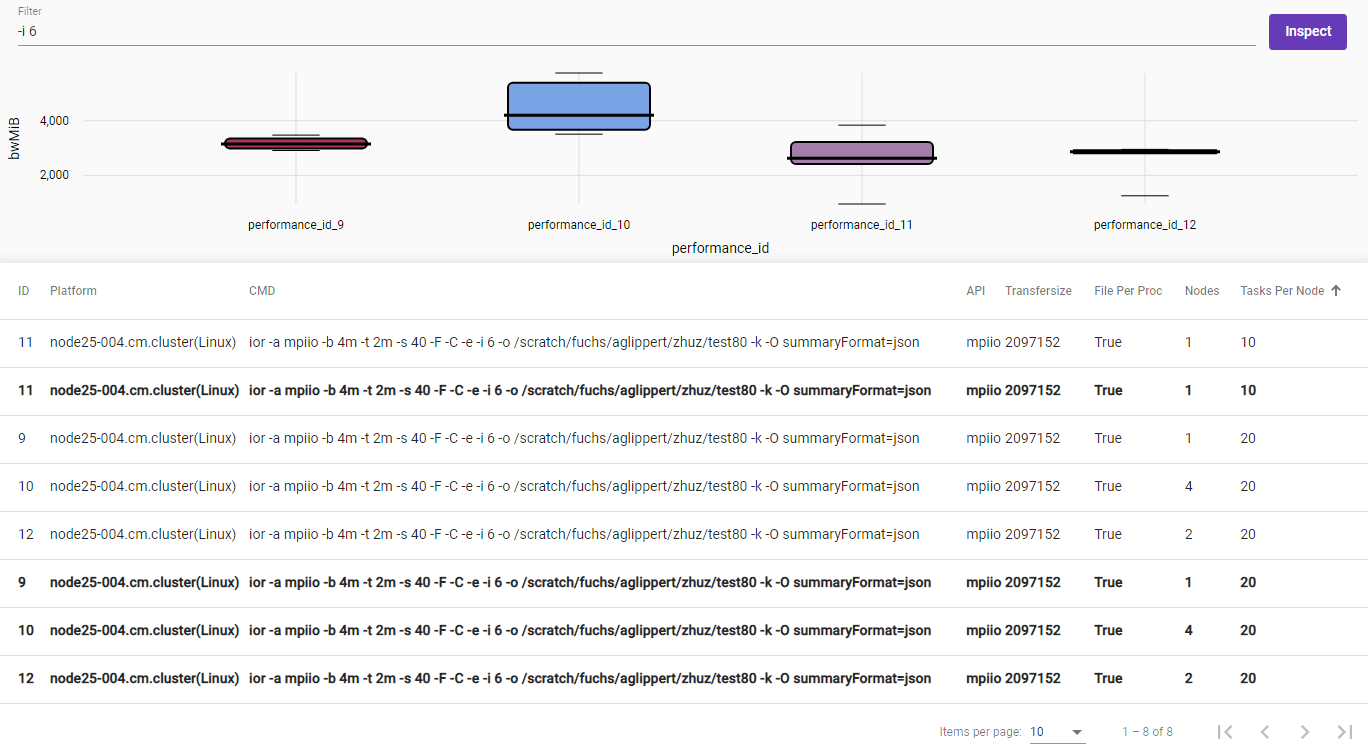 Filter
-i 6
Inspect
bwMiB
4,000
2,000
performance_id_9 performance_id_10 performance_id_11 performance_id_12
performance_id
ID Platform CMD API Transfersize File Per Proc Nodes Tasks Per Node
11 node25-004.cm.cluster(Linux) ior -a mpiio -b 4m -t 2m -s 40 -F -C -e -i 6 -o /scratch/fuchs/aglippert/zhuz/test80 -k -O summaryFormat=json mpiio 2097152 True 1 10
11 node25-004.cm.cluster(Linux) ior -a mpiio -b 4m -t 2m -s 40 -F -C -e -i 6 -o /scratch/fuchs/aglippert/zhuz/test80 -k -O summaryFormat=json mpiio 2097152 True 1 10
9 node25-004.cm.cluster(Linux) ior -a mpiio -b 4m -t 2m -s 40 -F -C -e -i 6 -o /scratch/fuchs/aglippert/zhuz/test80 -k -O summaryFormat=json mpiio 2097152 True 1 20
10 node25-004.cm.cluster(Linux) ior -a mpiio -b 4m -t 2m -s 40 -F -C -e -i 6 -o /scratch/fuchs/aglippert/zhuz/test80 -k -O summaryFormat=json mpiio 2097152 True 4 20
12 node25-004.cm.cluster(Linux) ior -a mpiio -b 4m -t 2m -s 40 -F -C -e -i 6 -o /scratch/fuchs/aglippert/zhuz/test80 -k -O summaryFormat=json mpiio 2097152 True 2 20
9 node25-004.cm.cluster(Linux) ior -a mpiio -b 4m -t 2m -s 40 -F -C -e -i 6 -o /scratch/fuchs/aglippert/zhuz/test80 -k -O summaryFormat=json mpiio 2097152 True 1 20
10 node25-004.cm.cluster(Linux) ior -a mpiio -b 4m -t 2m -s 40 -F -C -e -i 6 -o /scratch/fuchs/aglippert/zhuz/test80 -k -O summaryFormat=json mpiio 2097152 True 4 20
12 node25-004.cm.cluster(Linux) ior -a mpiio -b 4m -t 2m -s 40 -F -C -e -i 6 -o /scratch/fuchs/aglippert/zhuz/test80 -k -O summaryFormat=json mpiio 2097152 True 2 20
Items per page: 10 1 – 8 of 8